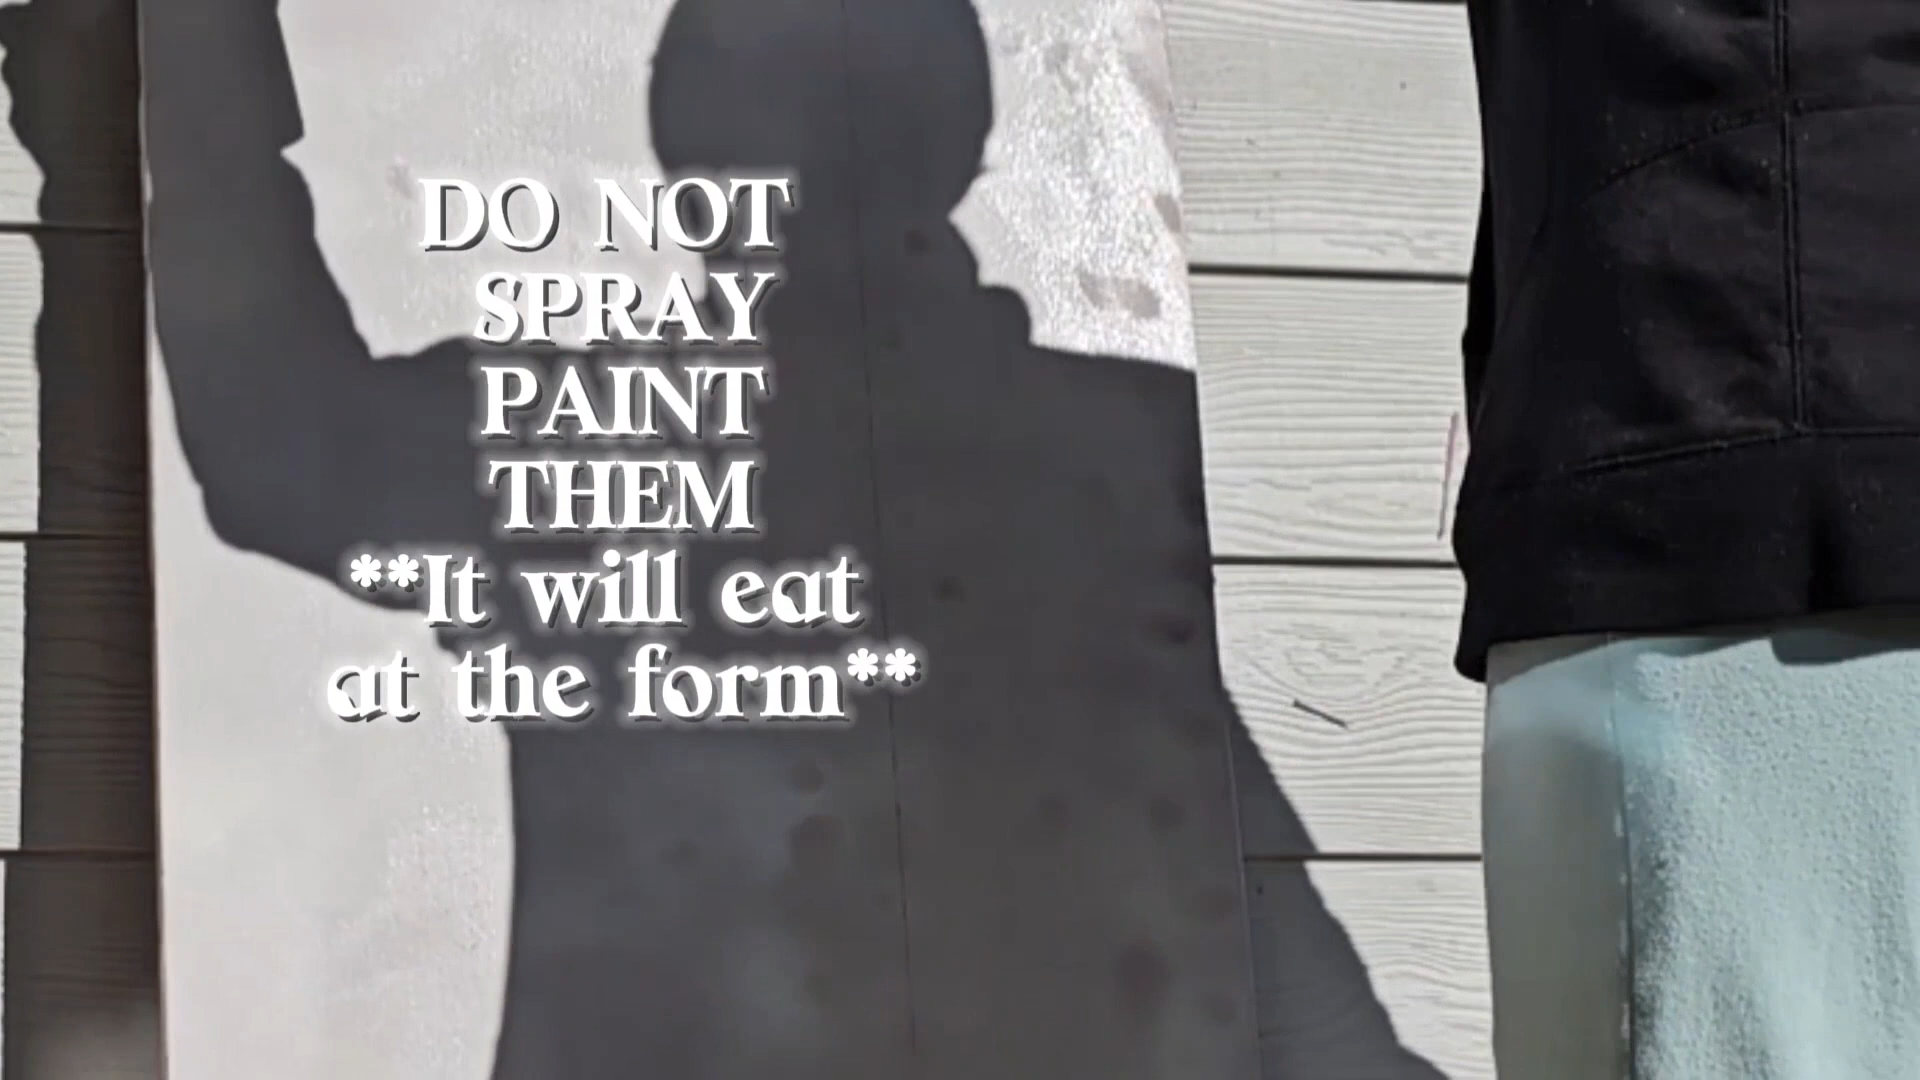 DO NOT
SPRAY
PAINT
THEM
**It will eat
at the form**